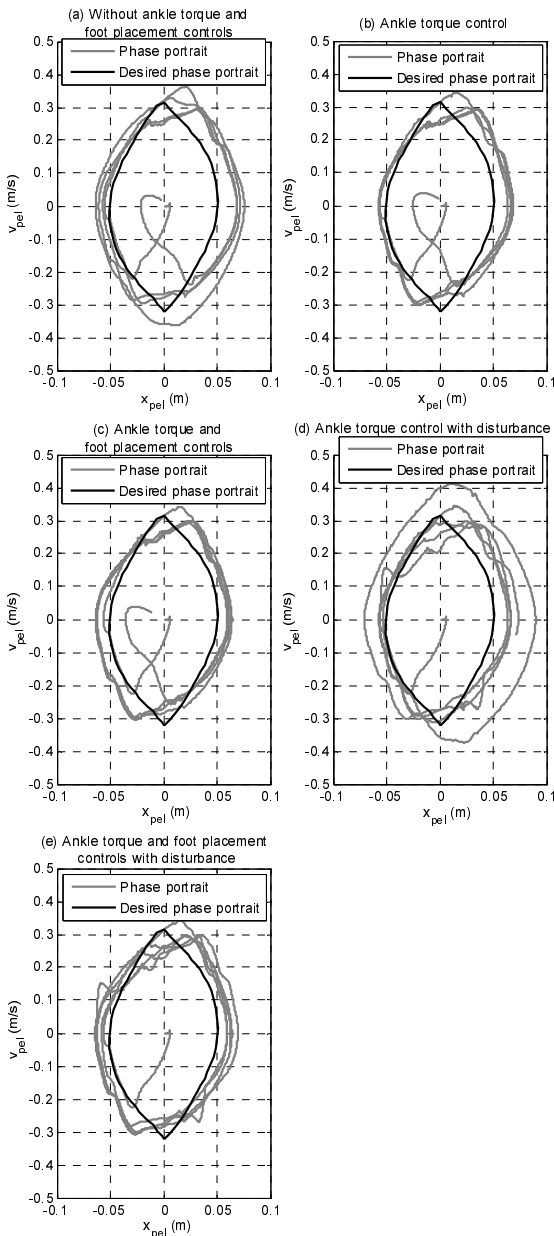 (a) Without ankle torque and
foot placement controls
Phase portrait
Desired phase portrait
0.5
0.4
0.3
0.2
0.1
0
-0.1
-0.2
-0.3
-0.4
-0.5
v_pel (m/s)
-0.1 -0.05 0 0.05 0.1
x_pel (m)
(b) Ankle torque control
Phase portrait
Desired phase portrait
0.5
0.4
0.3
0.2
0.1
0
-0.1
-0.2
-0.3
-0.4
-0.5
v_pel (m/s)
-0.1 -0.05 0 0.05 0.1
x_pel (m)
(c) Ankle torque and
foot placement controls
Phase portrait
Desired phase portrait
0.5
0.4
0.3
0.2
0.1
0
-0.1
-0.2
-0.3
-0.4
-0.5
v_pel (m/s)
-0.1 -0.05 0 0.05 0.1
x_pel (m)
(d) Ankle torque control with disturbance
Phase portrait
Desired phase portrait
0.5
0.4
0.3
0.2
0.1
0
-0.1
-0.2
-0.3
-0.4
-0.5
v_pel (m/s)
-0.1 -0.05 0 0.05 0.1
x_pel (m)
(e) Ankle torque and foot placement
controls with disturbance
Phase portrait
Desired phase portrait
0.5
0.4
0.3
0.2
0.1
0
-0.1
-0.2
-0.3
-0.4
-0.5
v_pel (m/s)
-0.1 -0.05 0 0.05 0.1
x_pel (m)